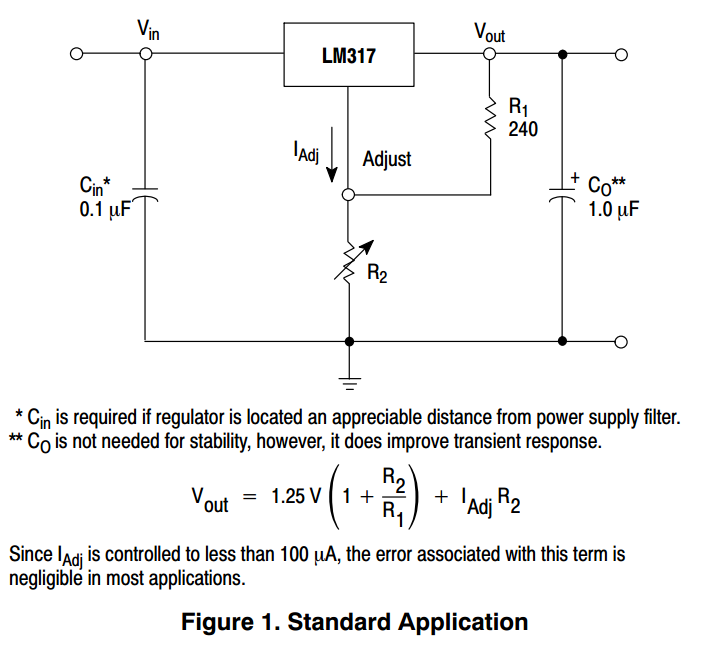 Vin
Vout
LM317
R1
240
IAdj
Adjust
Cin*
0.1 μF
+
CO**
1.0 μF
R2
* Cin is required if regulator is located an appreciable distance from power supply filter.
** CO is not needed for stability, however, it does improve transient response.
Vout = 1.25 V (1 + R2/R1) + IAdj R2
Since IAdj is controlled to less than 100 μA, the error associated with this term is
negligible in most applications.
Figure 1. Standard Application